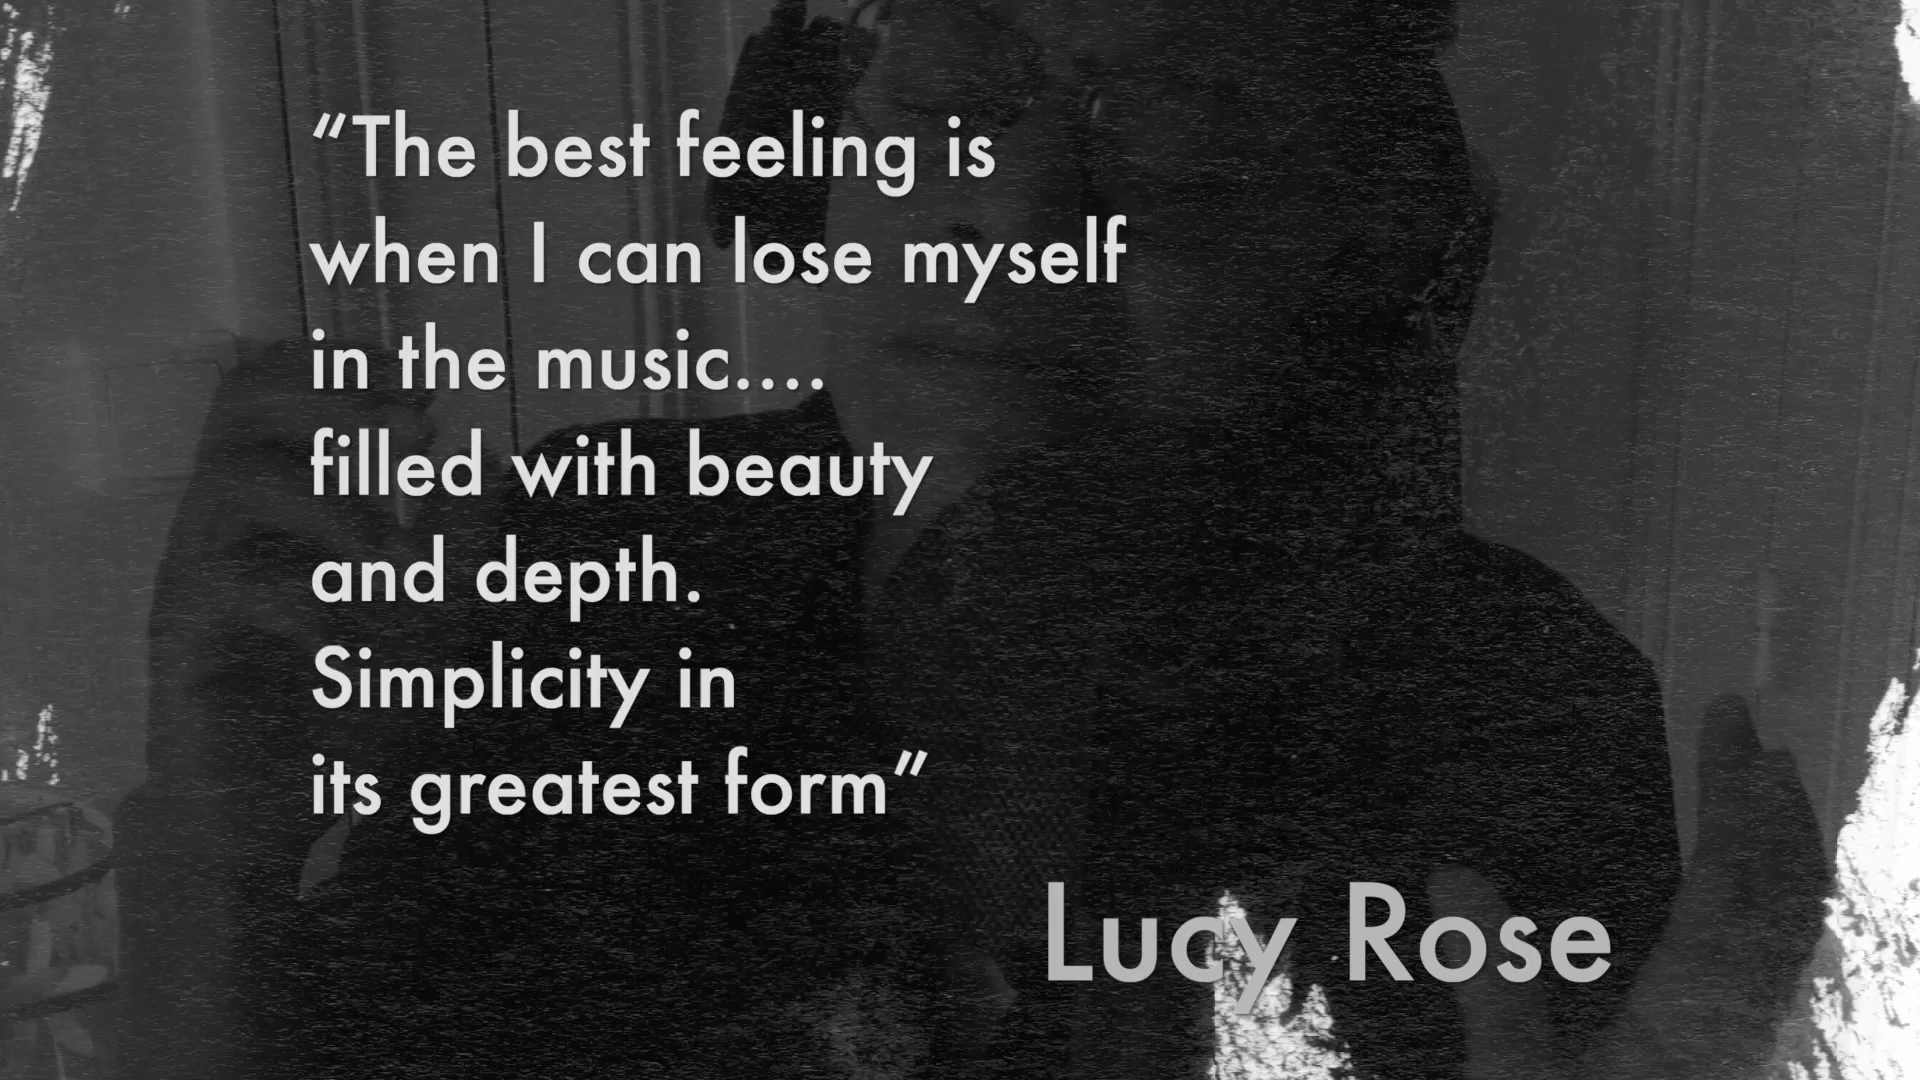 “The best feeling is
when I can lose myself
in the music....
filled with beauty
and depth.
Simplicity in
its greatest form”
Lucy Rose